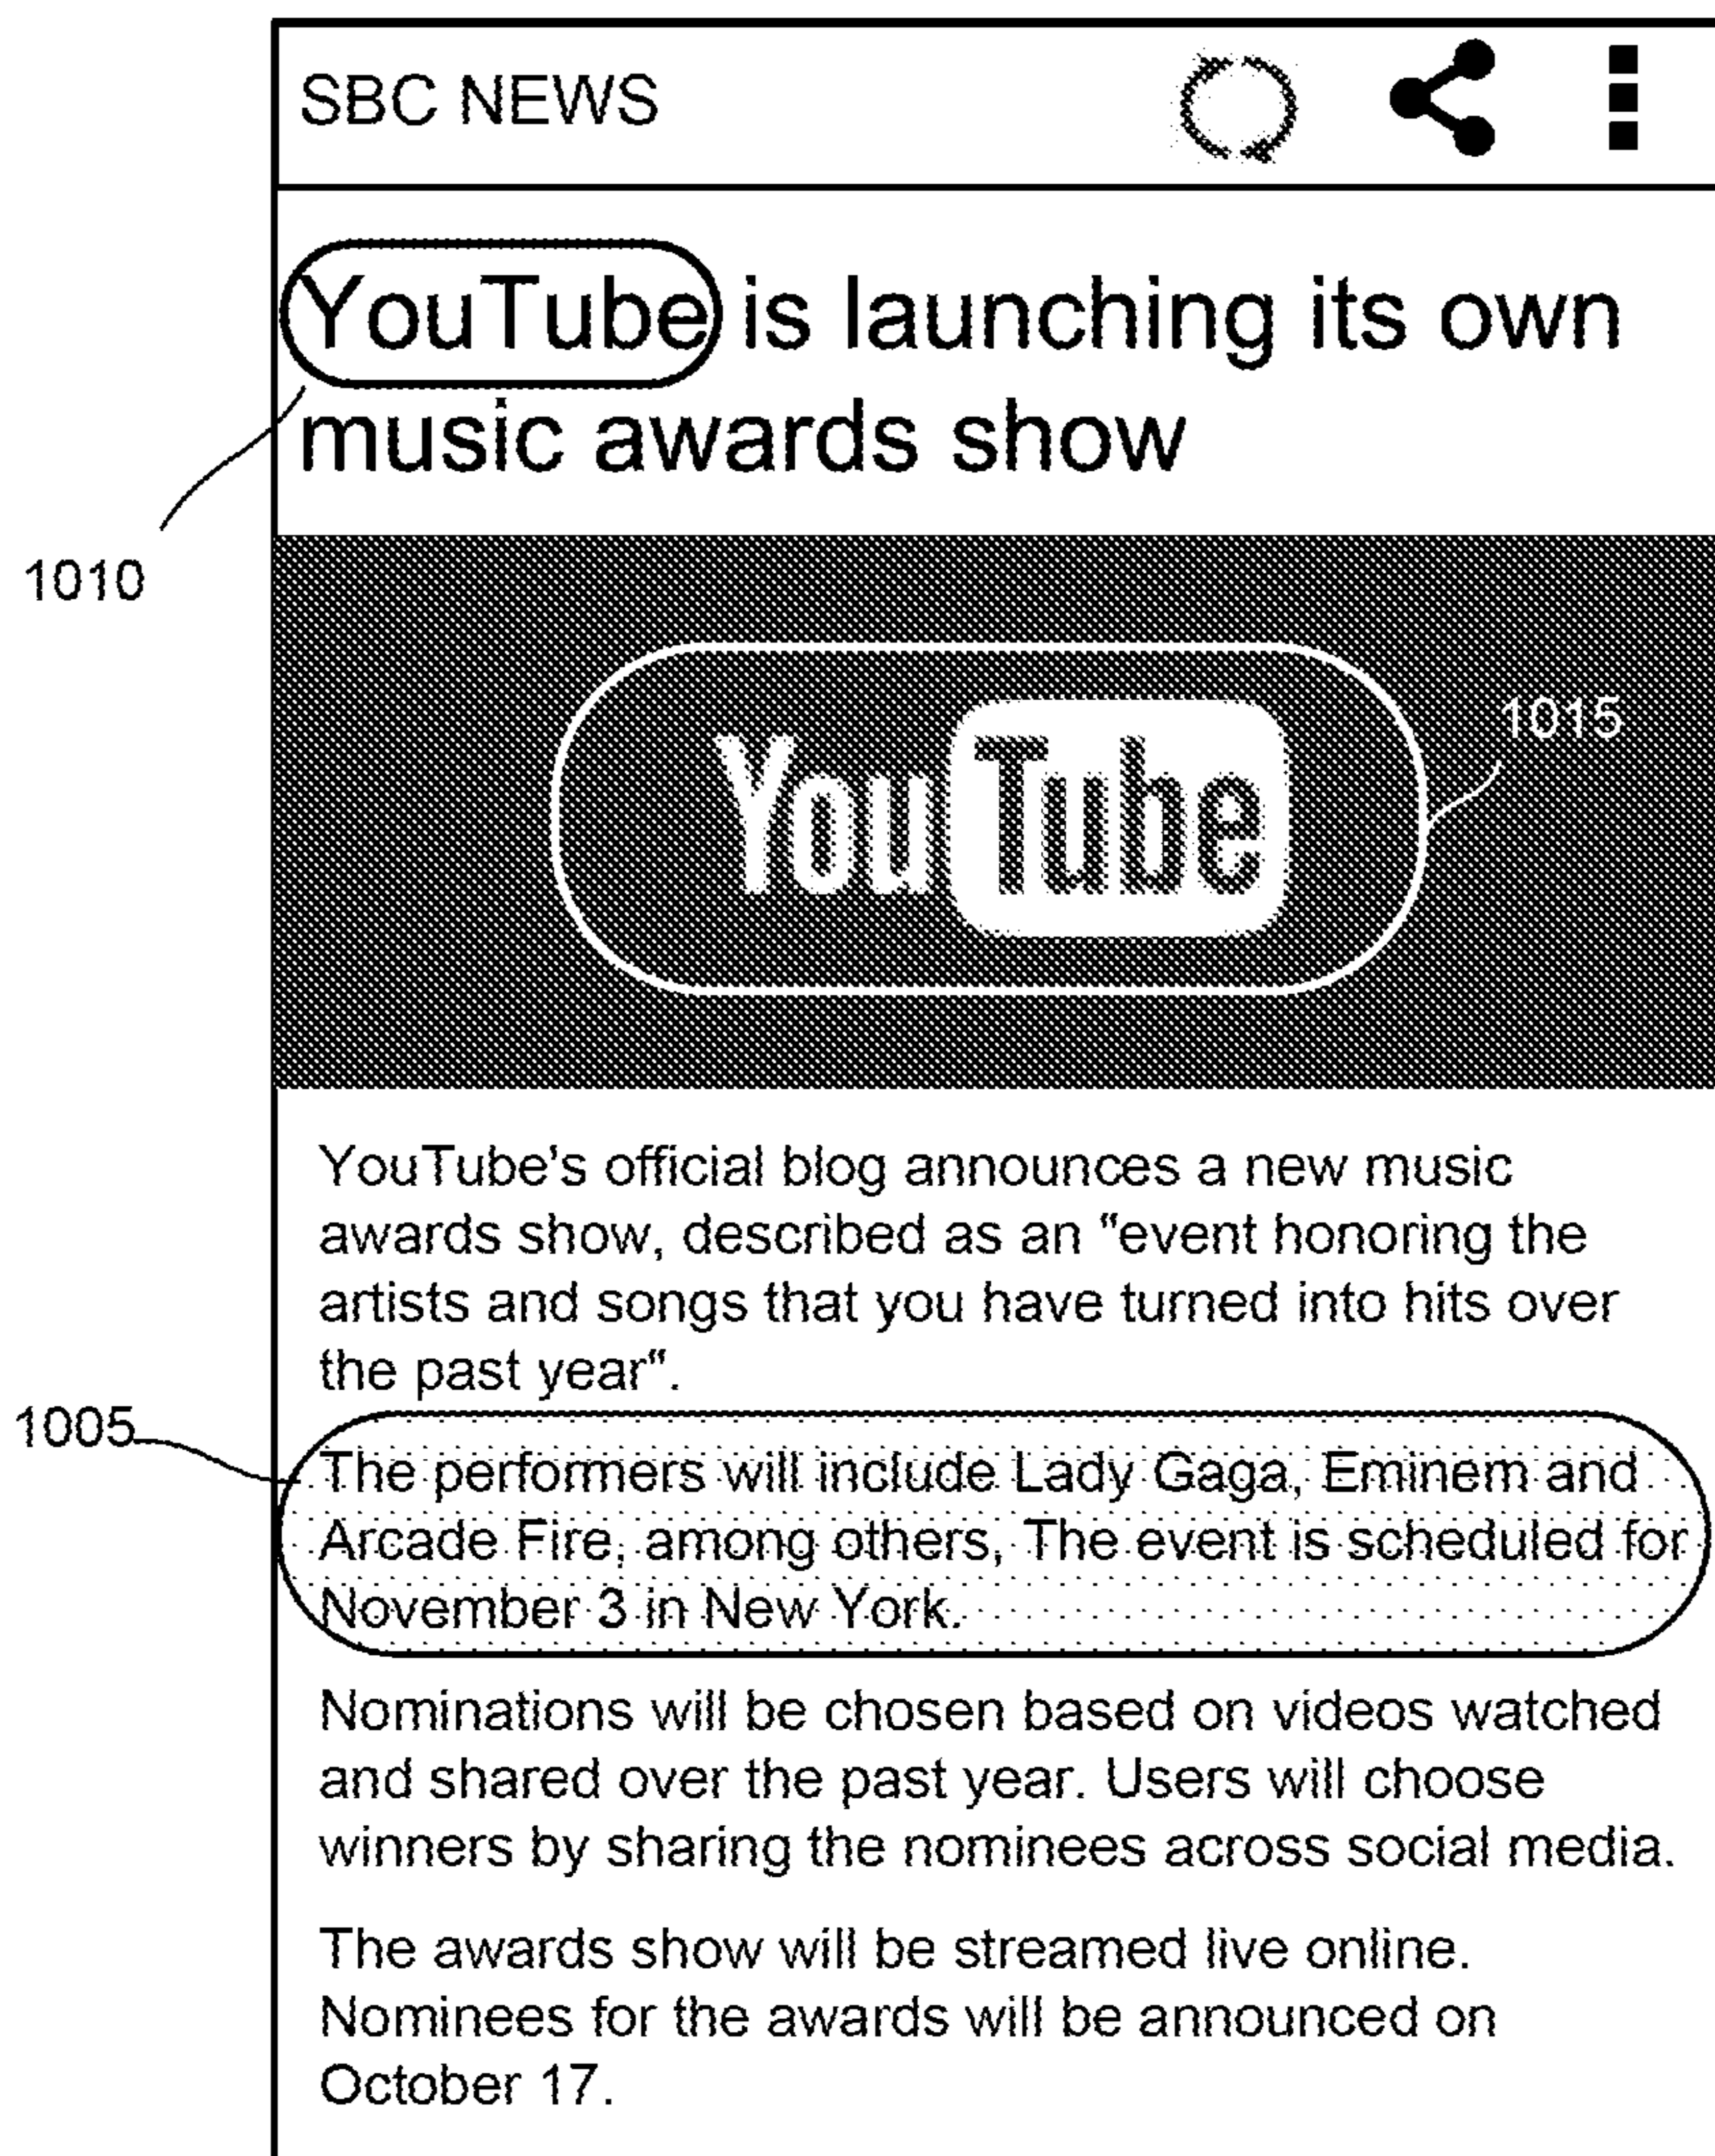 SBC NEWS
YouTube is launching its own
music awards show
1010
1015
YouTube
YouTube's official blog announces a new music
awards show, described as an “event honoring the
artists and songs that you have turned into hits over
the past year“.
1005
The performers will include Lady Gaga, Eminem and
Arcade Fire, among others, The event is scheduled for
November 3 in New York.
Nominations will be chosen based on videos watched
and shared over the past year. Users will choose
winners by sharing the nominees across social media.
The awards show will be streamed live online.
Nominees for the awards will be announced on
October 17.